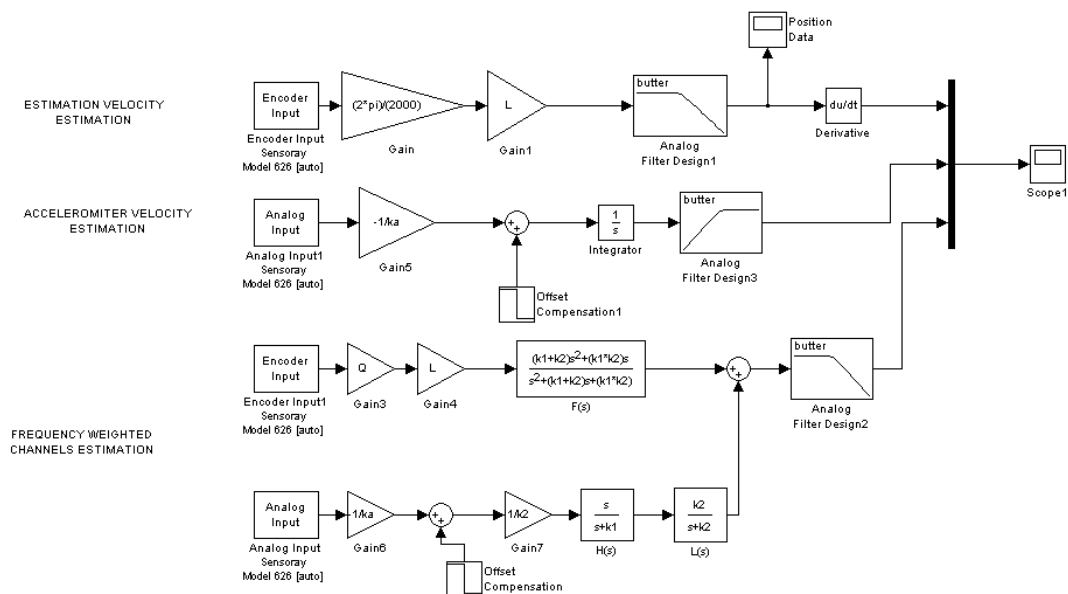 Position
Data
ESTIMATION VELOCITY
ESTIMATION
Encoder
Input
Encoder Input
Sensoray
Model 626 [auto]
(2*pi)/(2000)
Gain
L
Gain1
butter
Analog
Filter Design1
du/dt
Derivative
Scope1
ACCELEROMITER VELOCITY
ESTIMATION
Analog
Input
Analog Input1
Sensoray
Model 626 [auto]
-1/ka
Gain5
++
1
s
Integrator
butter
Analog
Filter Design3
Offset
Compensation1
FREQUENCY WEIGHTED
CHANNELS ESTIMATION
Encoder
Input
Encoder Input1
Sensoray
Model 626 [auto]
Q
Gain3
L
Gain4
(k1+k2)s²+(k1*k2)s
s²+(k1+k2)s+(k1*k2)
F(s)
++
butter
Analog
Filter Design2
Analog
Input
Analog Input
Sensoray
Model 626 [auto]
-1/ka
Gain6
++
1/k2
Gain7
s
s+k1
H(s)
k2
s+k2
L(s)
Offset
Compensation